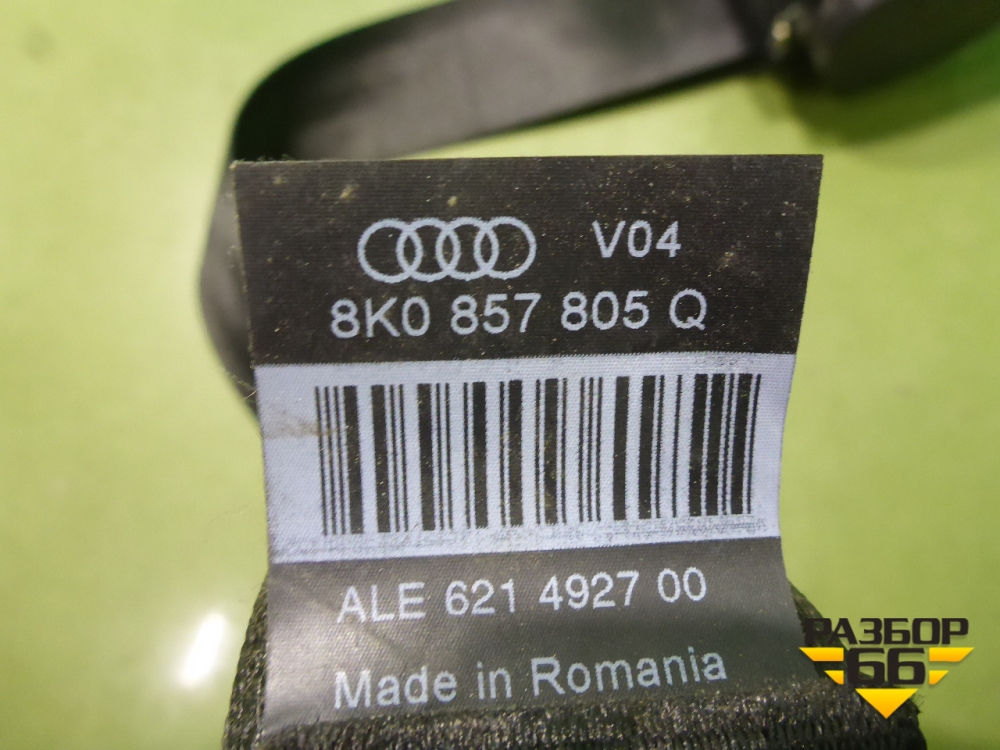 V04
8K0 857 805 Q
ALE 621 4927 00
Made in Romania
РАЗБОР
66